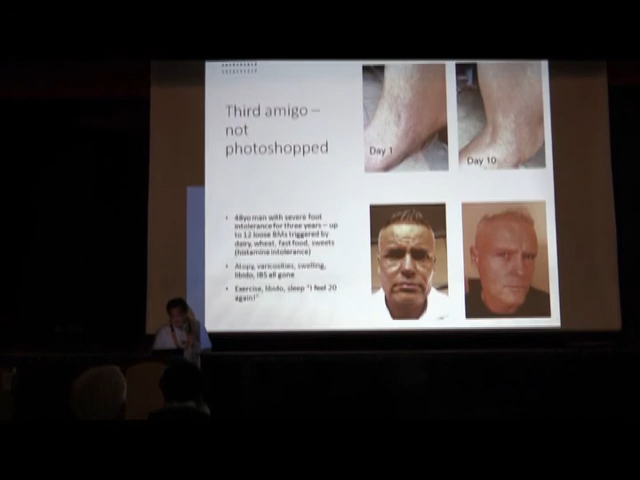 Third amigo –
not
photoshopped
Day 1
Day 10
• 48yo man with severe foot
intolerance for three years – up
to 12 loose BMs triggered by
dairy, wheat, fast food, sweets
(histamine intolerance)
• Atopy, varicosities, swelling,
libido, IBS all gone
• Exercise, libido, sleep "I feel 20
again!"